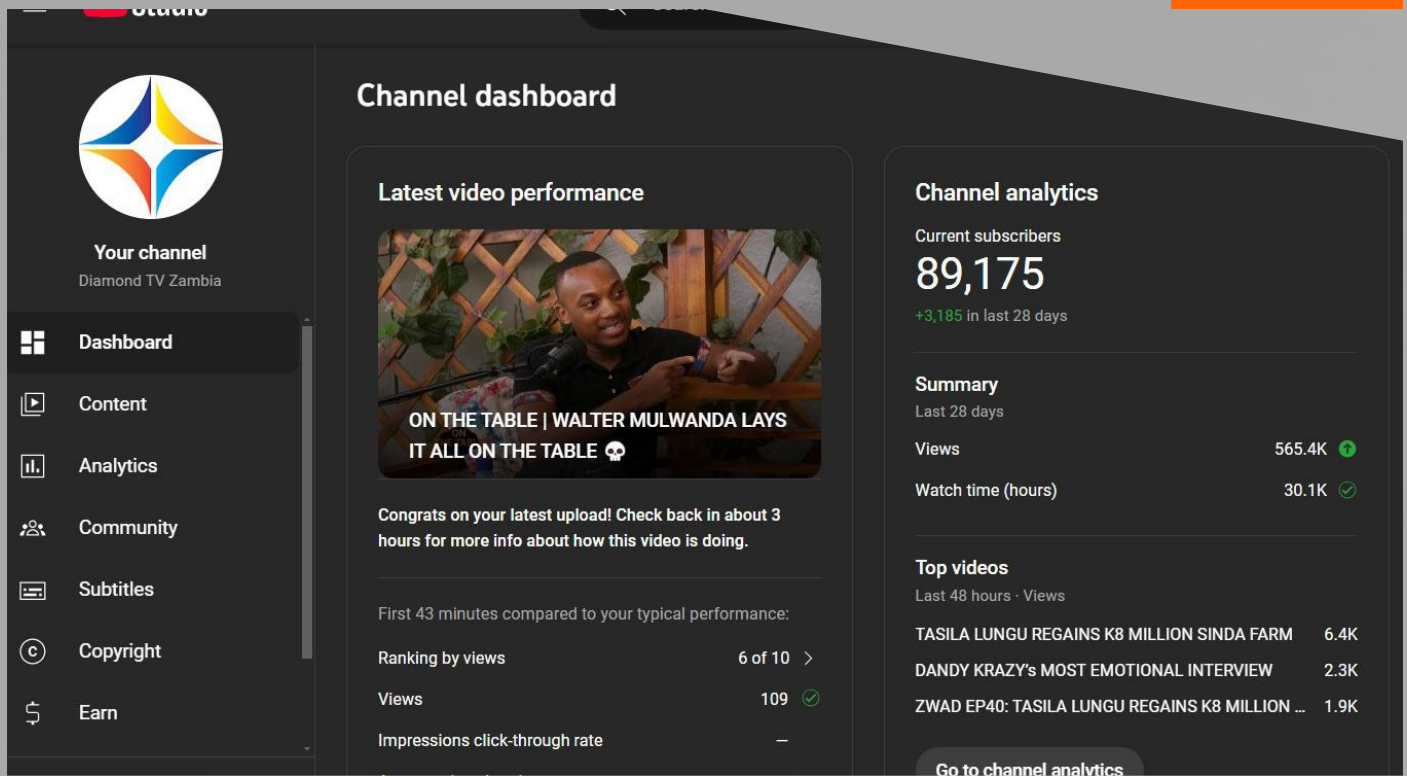 Studio
Channel dashboard
Your channel
Diamond TV Zambia
Dashboard
Content
Analytics
Community
Subtitles
Copyright
Earn
Latest video performance
ON THE TABLE | WALTER MULWANDA LAYS
IT ALL ON THE TABLE 💀
Congrats on your latest upload! Check back in about 3
hours for more info about how this video is doing.
First 43 minutes compared to your typical performance:
Ranking by views 6 of 10
Views 109
Impressions click-through rate —
Channel analytics
Current subscribers
89,175
+3,185 in last 28 days
Summary
Last 28 days
Views 565.4K
Watch time (hours) 30.1K
Top videos
Last 48 hours · Views
TASILA LUNGU REGAINS K8 MILLION SINDA FARM 6.4K
DANDY KRAZY's MOST EMOTIONAL INTERVIEW 2.3K
ZWAD EP40: TASILA LUNGU REGAINS K8 MILLION ... 1.9K
Go to channel analytics